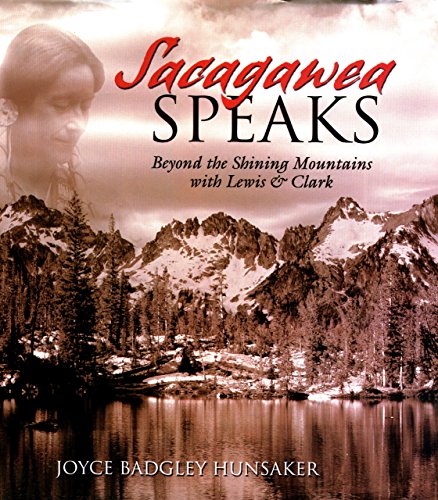 Sacagawea
SPEAKS
Beyond the Shining Mountains
with Lewis & Clark
JOYCE BADGLEY HUNSAKER